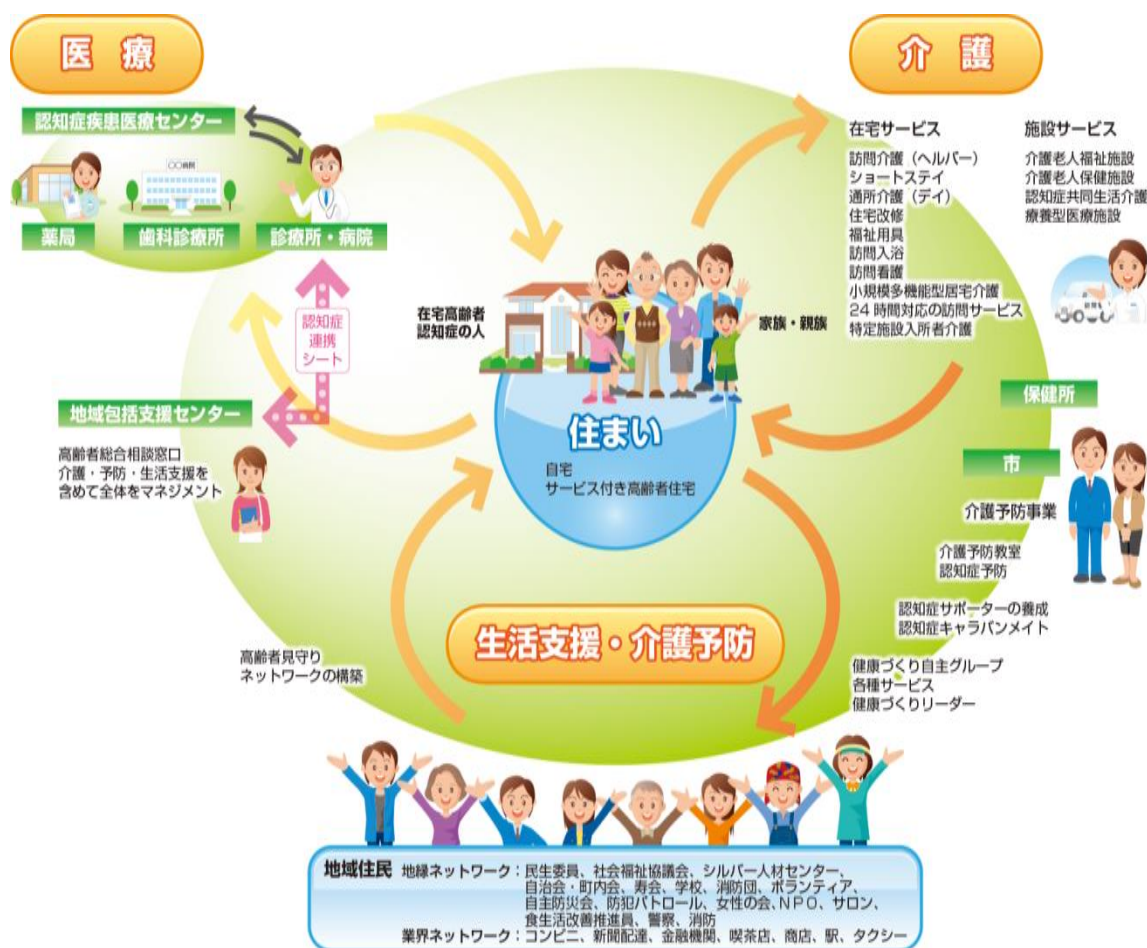 医療
介護
認知症疾患医療センター
〇〇病院
薬局
歯科診療所
診療所・病院
認知症
連携
シート
地域包括支援センター
高齢者総合相談窓口
介護・予防・生活支援を
含めて全体をマネジメント
在宅高齢者
認知症の人
家族・親族
住まい
自宅
サービス付き高齢者住宅
在宅サービス
訪問介護（ヘルパー）
ショートステイ
通所介護（デイ）
住宅改修
福祉用具
訪問入浴
訪問看護
小規模多機能型居宅介護
24時間対応の訪問サービス
特定施設入所者介護
施設サービス
介護老人福祉施設
介護老人保健施設
認知症共同生活介護
療養型医療施設
保健所
市
介護予防事業
介護予防教室
認知症予防
認知症サポーターの養成
認知症キャラバンメイト
健康づくり自主グループ
各種サービス
健康づくりリーダー
生活支援・介護予防
高齢者見守り
ネットワークの構築
地域住民 地縁ネットワーク：民生委員、社会福祉協議会、シルバー人材センター、
自治会・町内会、寿会、学校、消防団、ボランティア、
自主防災会、防犯パトロール、女性の会、NPO、サロン、
食生活改善推進員、警察、消防
業界ネットワーク：コンビニ、新聞配達、金融機関、喫茶店、商店、駅、タクシー